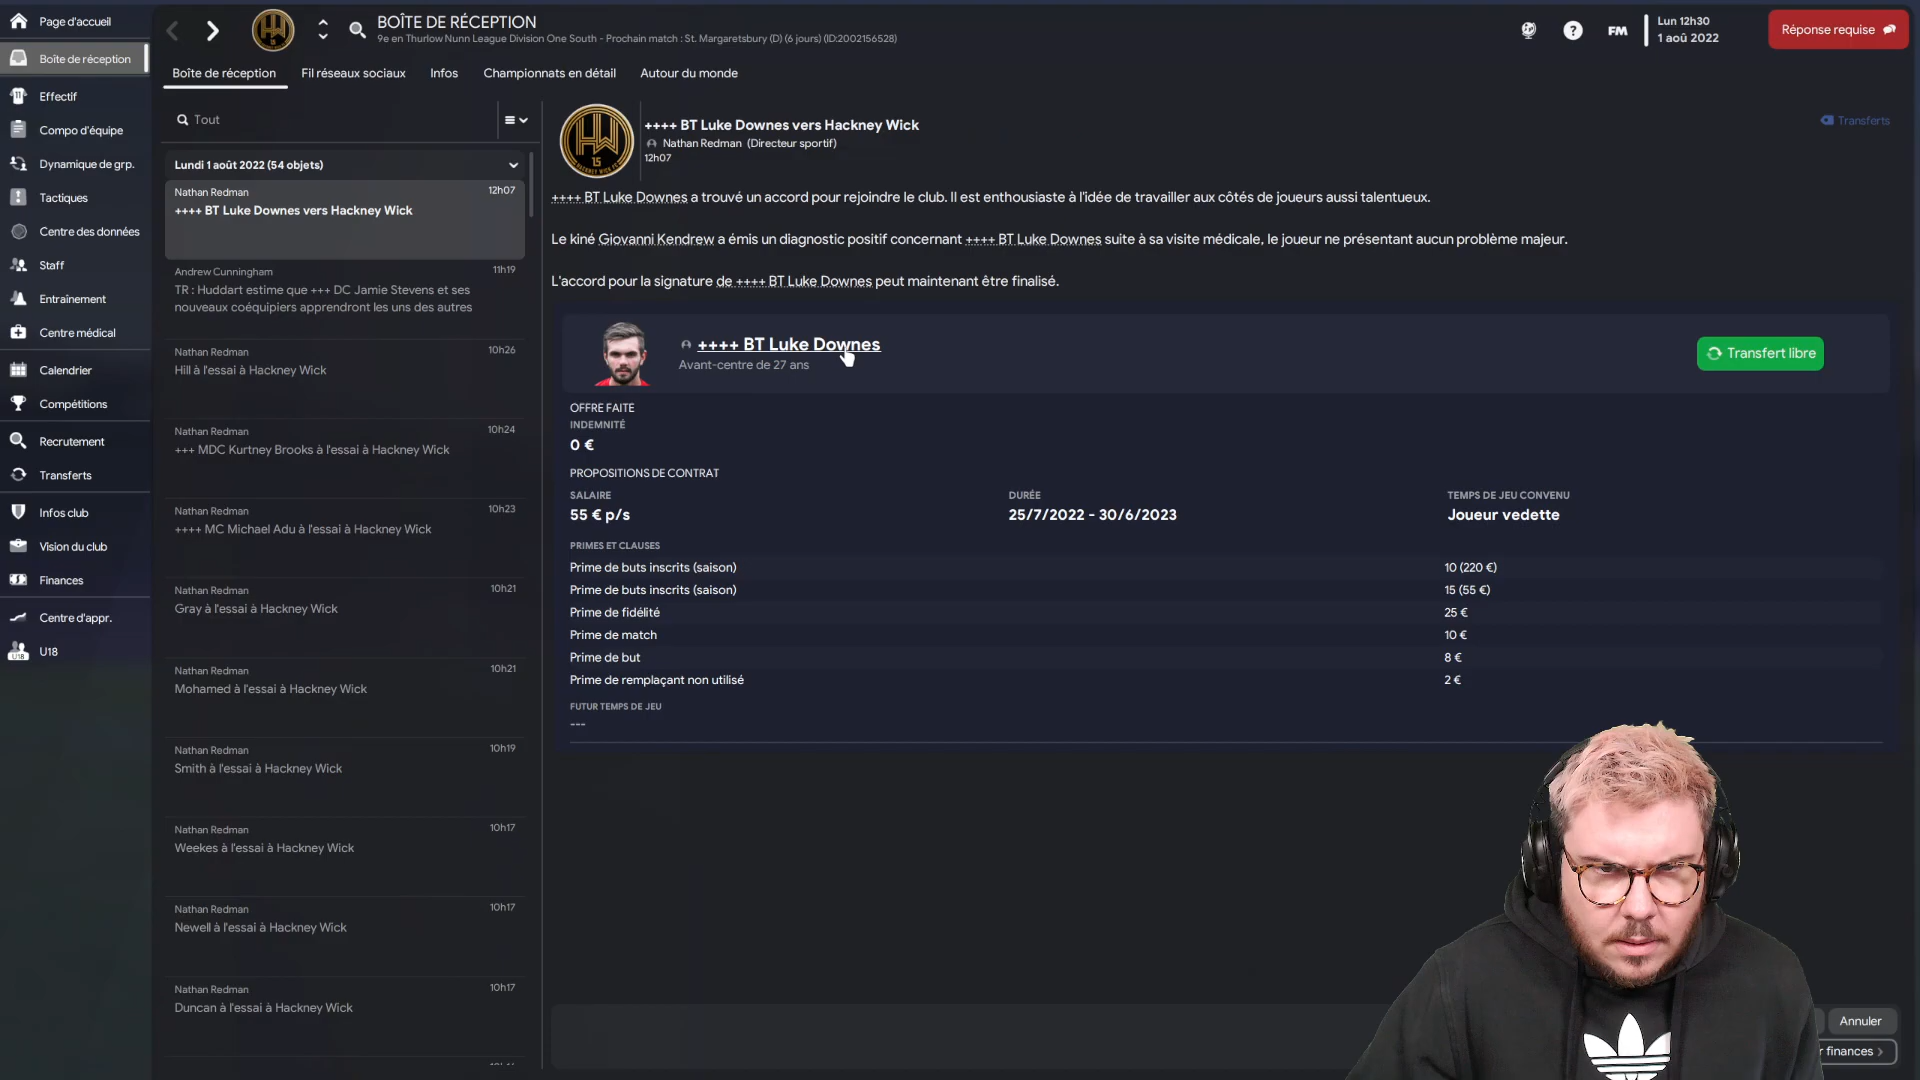 Page d'accueil
Boîte de réception
Effectif
Compo d'équipe
Dynamique de grp.
Tactiques
Centre des données
Staff
Entraînement
Centre médical
Calendrier
Compétitions
Recrutement
Transferts
Infos club
Vision du club
Finances
Centre d'appr.
U18
U18
HW
BOÎTE DE RÉCEPTION
9e en Thurlow Nunn League Division One South - Prochain match : St. Margaretsbury (D) (6 jours) (ID:2002156528)
?
FM
Lun 12h30
1 aoû 2022
Réponse requise
Boîte de réception
Fil réseaux sociaux
Infos
Championnats en détail
Autour du monde
Tout
Lundi 1 août 2022 (54 objets)
Nathan Redman 12h07
++++ BT Luke Downes vers Hackney Wick
Andrew Cunningham 11h19
TR : Huddart estime que +++ DC Jamie Stevens et ses
nouveaux coéquipiers apprendront les uns des autres
Nathan Redman 10h26
Hill à l'essai à Hackney Wick
Nathan Redman 10h24
+++ MDC Kurtney Brooks à l'essai à Hackney Wick
Nathan Redman 10h23
++++ MC Michael Adu à l'essai à Hackney Wick
Nathan Redman 10h21
Gray à l'essai à Hackney Wick
Nathan Redman 10h21
Mohamed à l'essai à Hackney Wick
Nathan Redman 10h19
Smith à l'essai à Hackney Wick
Nathan Redman 10h17
Weekes à l'essai à Hackney Wick
Nathan Redman 10h17
Newell à l'essai à Hackney Wick
Nathan Redman 10h17
Duncan à l'essai à Hackney Wick
HW
15
HACKNEY WICK FC
++++ BT Luke Downes vers Hackney Wick
Nathan Redman (Directeur sportif)
12h07
Transferts
++++ BT Luke Downes a trouvé un accord pour rejoindre le club. Il est enthousiaste à l'idée de travailler aux côtés de joueurs aussi talentueux.
Le kiné Giovanni Kendrew a émis un diagnostic positif concernant ++++ BT Luke Downes suite à sa visite médicale, le joueur ne présentant aucun problème majeur.
L'accord pour la signature de ++++ BT Luke Downes peut maintenant être finalisé.
++++ BT Luke Downes
Avant-centre de 27 ans
Transfert libre
OFFRE FAITE
INDEMNITÉ
0 €
PROPOSITIONS DE CONTRAT
SALAIRE DURÉE TEMPS DE JEU CONVENU
55 € p/s 25/7/2022 - 30/6/2023 Joueur vedette
PRIMES ET CLAUSES
Prime de buts inscrits (saison) 10 (220 €)
Prime de buts inscrits (saison) 15 (55 €)
Prime de fidélité 25 €
Prime de match 10 €
Prime de but 8 €
Prime de remplaçant non utilisé 2 €
FUTUR TEMPS DE JEU
---
Annuler
finances